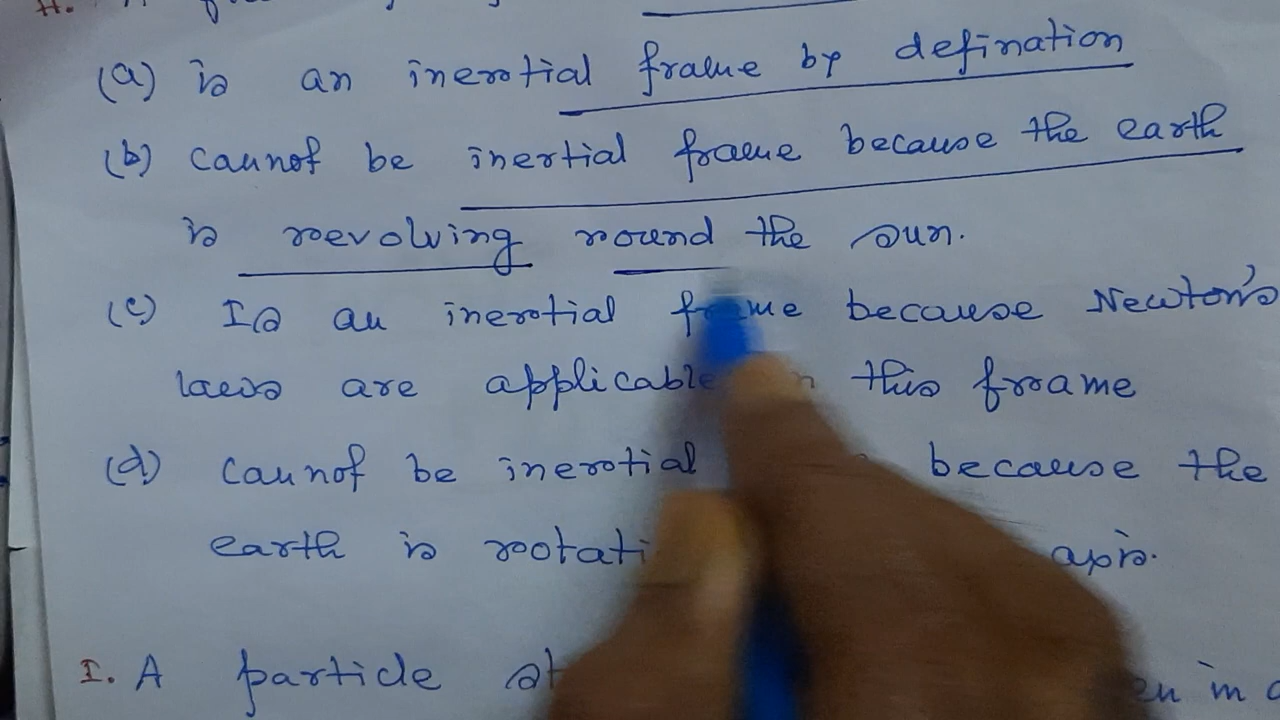 H. A
(a) is an inertial frame by defination
(b) cannot be inertial frame because the earth
is revolving round the sun.
(c) Is an inertial frame because Newton's
laws are applicable this frame
(d) cannot be inertial because the
earth is rotati axis.
I. A particle in